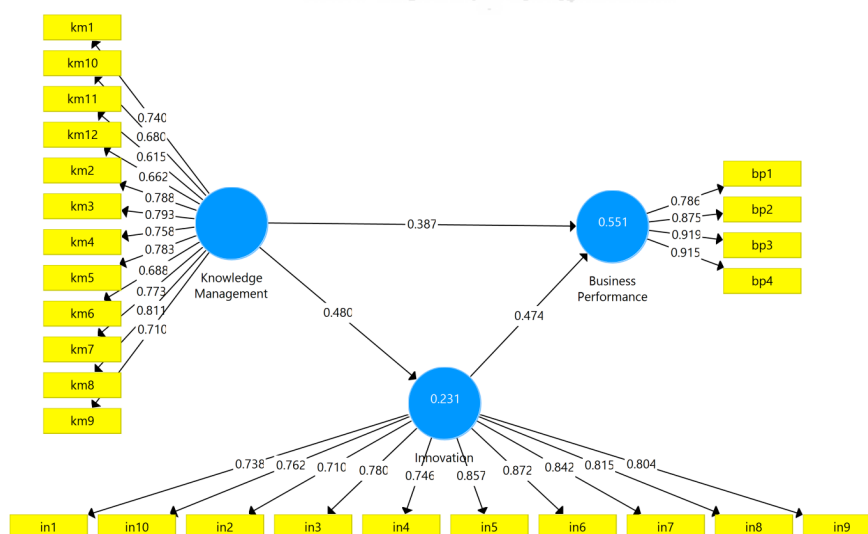 km1
km10
km11
km12
km2
km3
km4
km5
km6
km7
km8
km9
0.740
0.680
0.615
0.662
0.788
0.793
0.758
0.783
0.688
0.773
0.811
0.710
Knowledge
Management
0.387
0.480
0.474
0.551
Business
Performance
0.786
0.875
0.919
0.915
bp1
bp2
bp3
bp4
0.231
Innovation
0.738 0.762 0.710 0.780 0.746 0.857 0.872 0.842 0.815 0.804
in1 in10 in2 in3 in4 in5 in6 in7 in8 in9